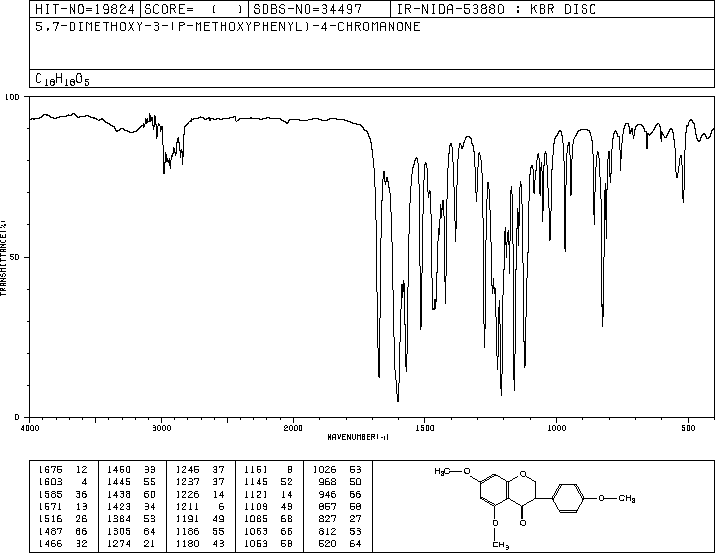 HIT-NO=19824 SCORE= ( ) SDBS-NO=34497 IR-NIDA-53880 : KBR DISC
5,7-DIMETHOXY-3-(P-METHOXYPHENYL)-4-CHROMANONE
C18H18O5
100
50
0
TRANSMITTANCE(%)
4000 3000 2000 1500 1000 500
WAVENUMBER(-1)
1675 12 1460 33 1245 37 1161 8 1026 53
1603 4 1445 55 1237 37 1145 52 968 50
1585 36 1438 60 1226 14 1121 14 946 66
1571 13 1423 34 1211 6 1109 49 857 58
1516 26 1384 53 1191 49 1085 68 827 27
1487 66 1305 64 1186 55 1063 66 812 53
1466 32 1274 21 1180 43 1053 58 520 64
H3C—O
O
O—CH3
O
O
CH3